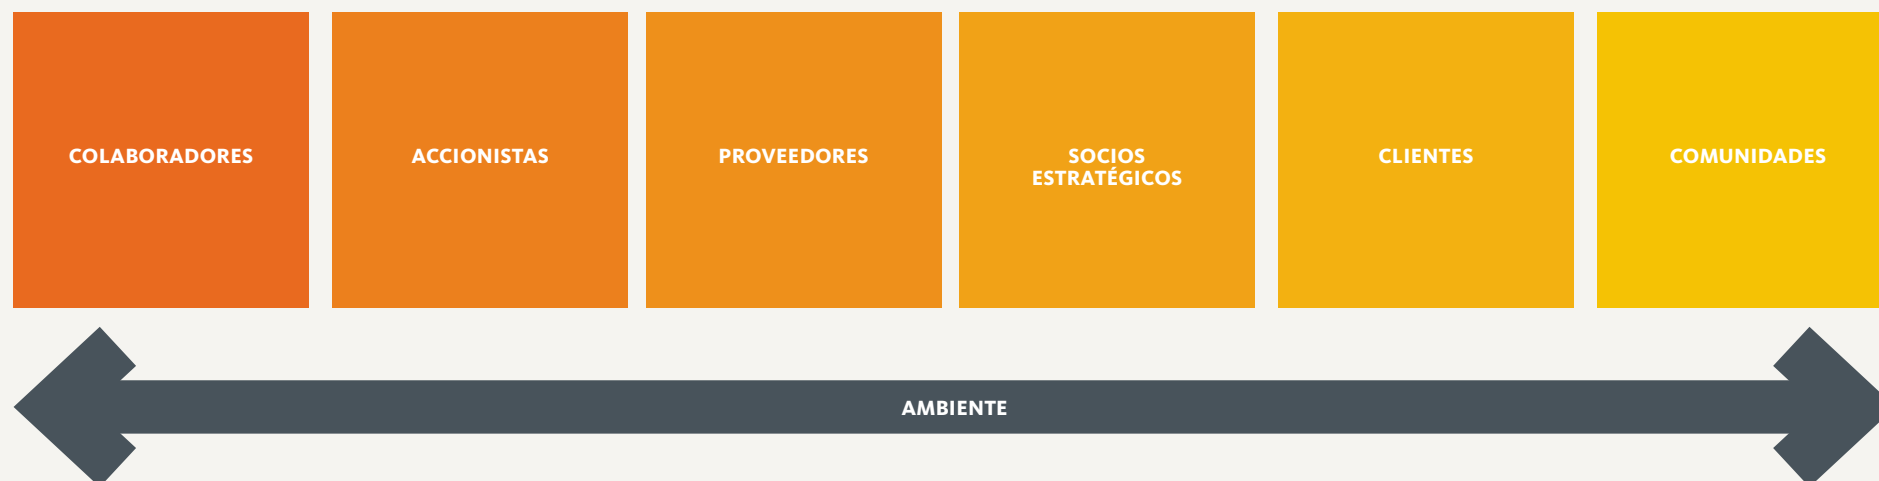 COLABORADORES
ACCIONISTAS
PROVEEDORES
SOCIOS
ESTRATÉGICOS
CLIENTES
COMUNIDADES
AMBIENTE